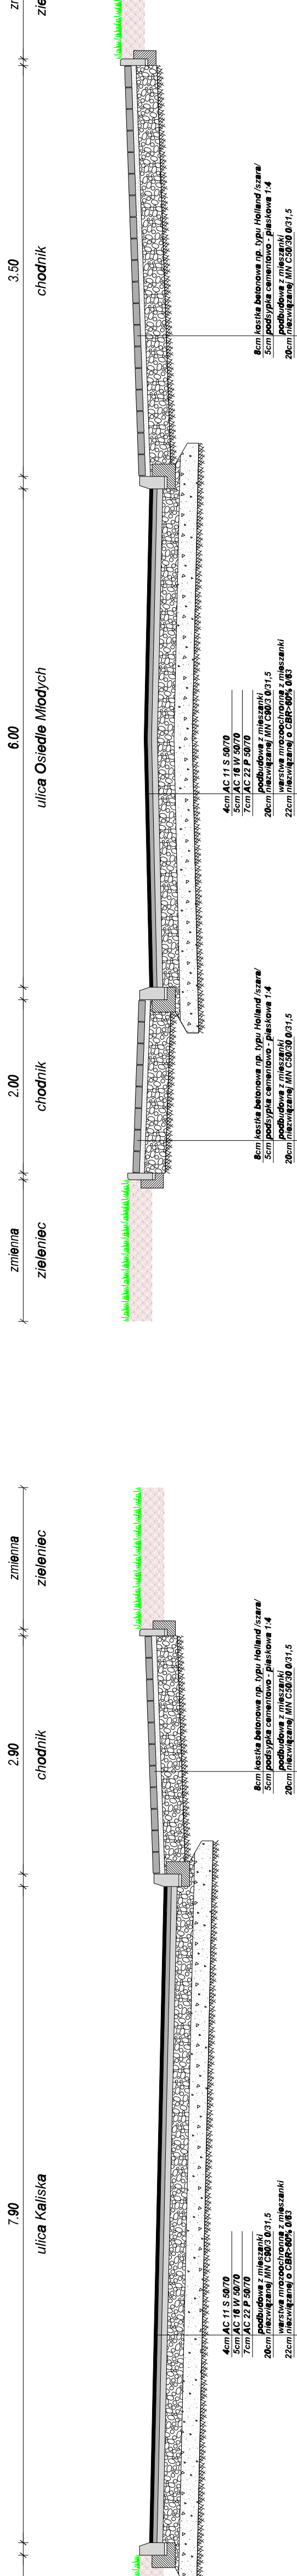 zmienna
zieleniec
2.00
chodnik
6.00
ulica Osiedle Młodych
3.50
chodnik
zm
zie
8cm kostka betonowa np. typu Holland /szara/
5cm podsypka cementowo - piaskowa 1:4
podbudowa z mieszanki
20cm niezwiązanej MN C50/30 0/31,5
4cm AC 11 S 50/70
5cm AC 16 W 50/70
7cm AC 22 P 50/70
podbudowa z mieszanki
20cm niezwiązanej MN C90/3 0/31,5
warstwa mrozoochronna z mieszanki
22cm niezwiązanej o CBR>60% 0/63
8cm kostka betonowa np. typu Holland /szara/
5cm podsypka cementowo - piaskowa 1:4
podbudowa z mieszanki
20cm niezwiązanej MN C50/30 0/31,5
7.90
ulica Kaliska
2.90
chodnik
zmienna
zieleniec
4cm AC 11 S 50/70
5cm AC 16 W 50/70
7cm AC 22 P 50/70
podbudowa z mieszanki
20cm niezwiązanej MN C90/3 0/31,5
warstwa mrozoochronna z mieszanki
22cm niezwiązanej o CBR>60% 0/63
8cm kostka betonowa np. typu Holland /szara/
5cm podsypka cementowo - piaskowa 1:4
podbudowa z mieszanki
20cm niezwiązanej MN C50/30 0/31,5